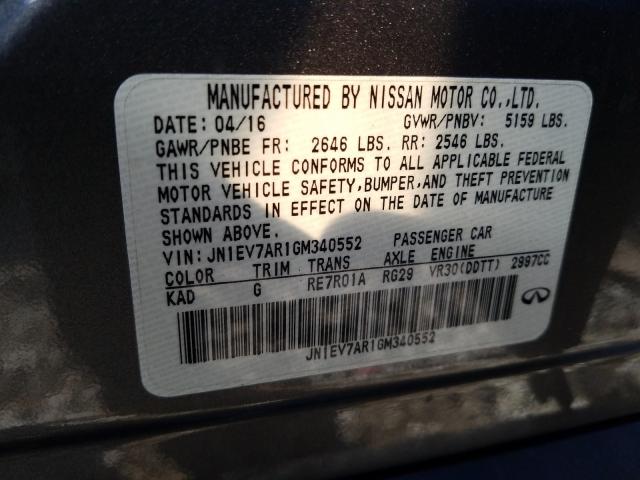 MANUFACTURED BY NISSAN MOTOR CO.,LTD.
DATE: 04/16 GVWR/PNBV: 5159 LBS.
GAWR/PNBE FR: 2646 LBS. RR: 2546 LBS.
THIS VEHICLE CONFORMS TO ALL APPLICABLE FEDERAL
MOTOR VEHICLE SAFETY,BUMPER,AND THEFT PREVENTION
STANDARDS IN EFFECT ON THE DATE OF MANUFACTURE
SHOWN ABOVE.
VIN: JN1EV7AR1GM340552 PASSENGER CAR
COLOR TRIM TRANS AXLE ENGINE
KAD G RE7R01A RG29 VR30(DDTT) 2997CC
JN1EV7AR1GM340552